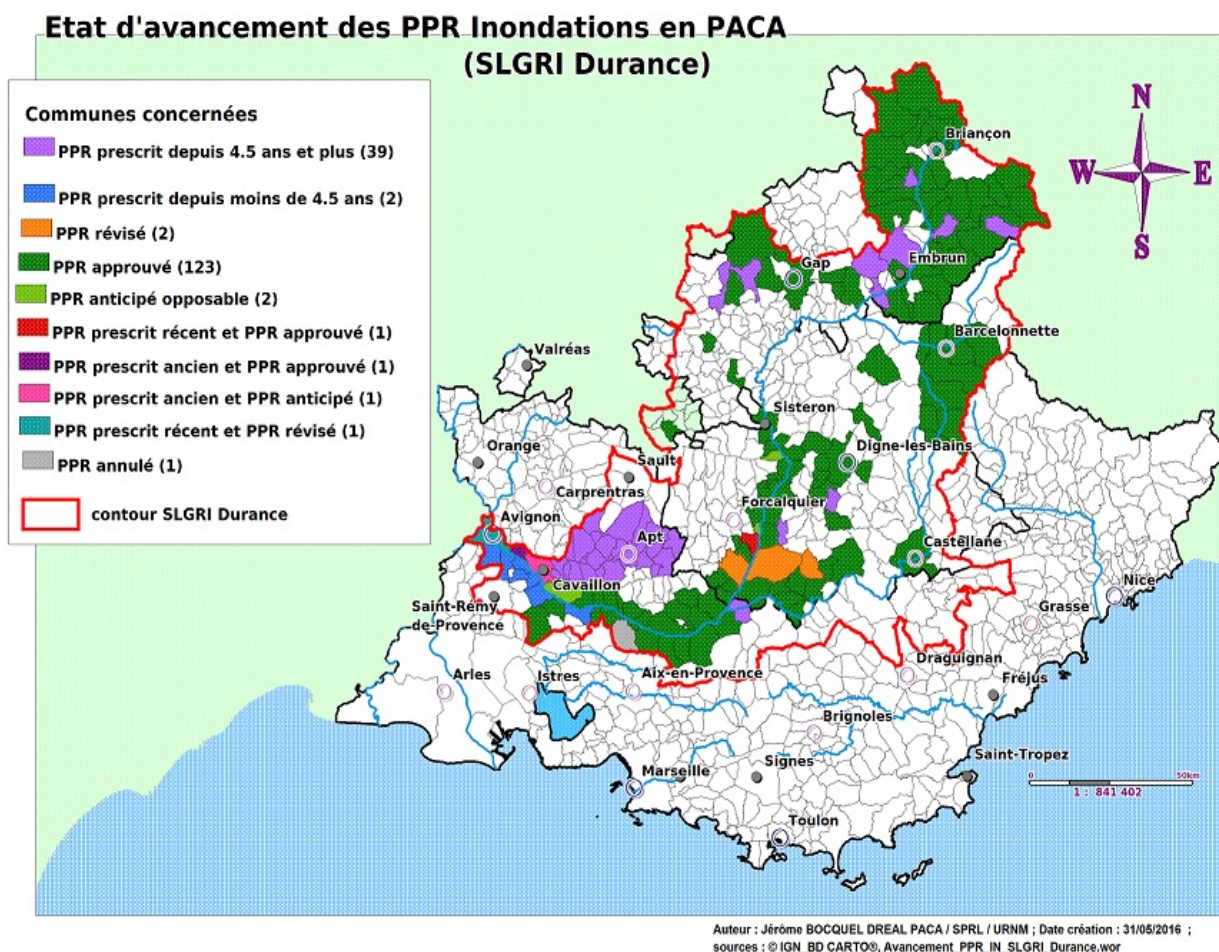 Etat d'avancement des PPR Inondations en PACA
(SLGRI Durance)
Communes concernées
PPR prescrit depuis 4.5 ans et plus (39)
PPR prescrit depuis moins de 4.5 ans (2)
PPR révisé (2)
PPR approuvé (123)
PPR anticipé opposable (2)
PPR prescrit récent et PPR approuvé (1)
PPR prescrit ancien et PPR approuvé (1)
PPR prescrit ancien et PPR anticipé (1)
PPR prescrit récent et PPR révisé (1)
PPR annulé (1)
contour SLGRI Durance
N
W
E
S
Briançon
Gap
Embrun
Barcelonnette
Valréas
Sisteron
Orange
Digne-les-Bains
Sault
Carpentras
Forcalquier
Avignon
Apt
Castellane
Cavaillon
Nice
Saint-Rémy
de-Provence
Grasse
Draguignan
Arles
Istres
Aix-en-Provence
Fréjus
Brignoles
Saint-Tropez
Signes
Marseille
0
50km
1 : 841 402
Toulon
Auteur : Jérôme BOCQUEL DREAL PACA / SPRL / URNM ; Date création : 31/05/2016 ;
sources : © IGN BD CARTO®, Avancement_PPR_IN_SLGRI_Durance.wor